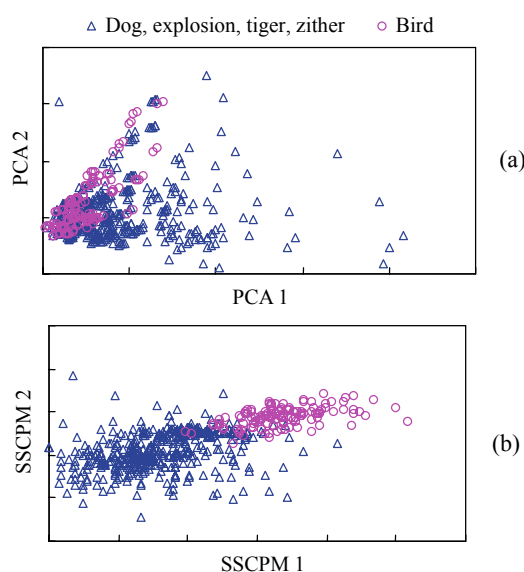 Dog, explosion, tiger, zither Bird
PCA 2
(a)
PCA 1
SSCPM 2
(b)
SSCPM 1